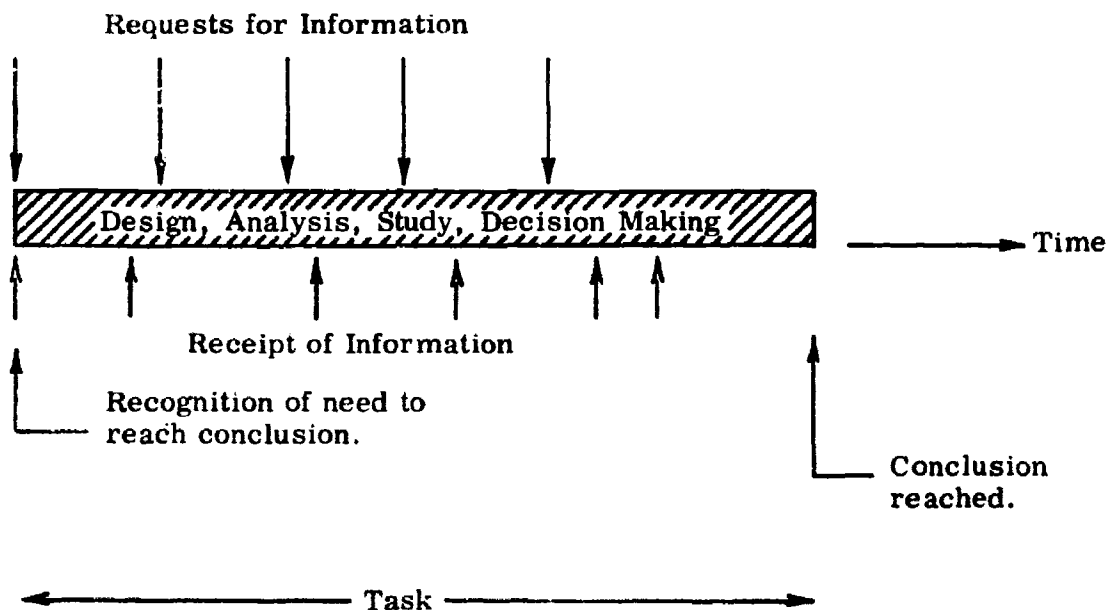 Requests for Information
Design, Analysis, Study, Decision Making
Time
Receipt of Information
Recognition of need to
reach conclusion.
Conclusion
reached.
Task